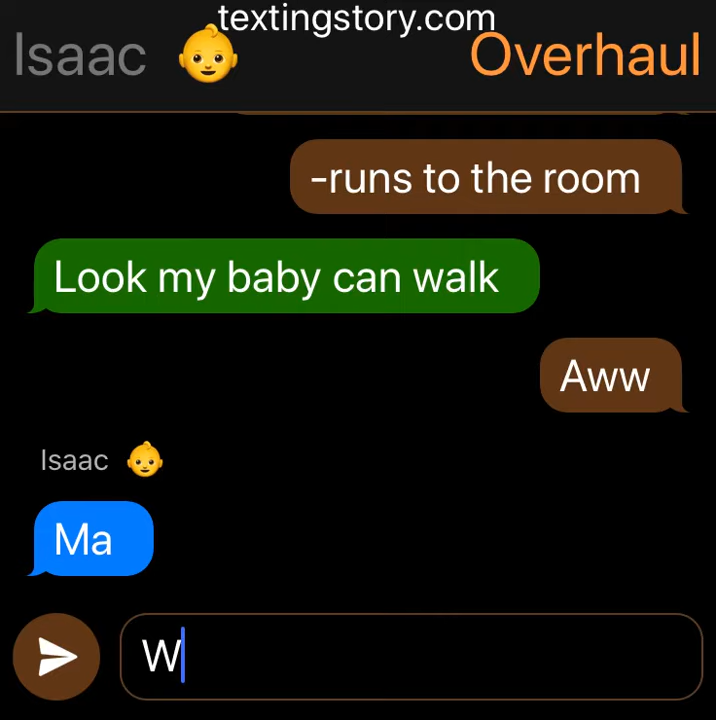 textingstory.com
Isaac 👶 Overhaul
-runs to the room
Look my baby can walk
Aww
Isaac 👶
Ma
W